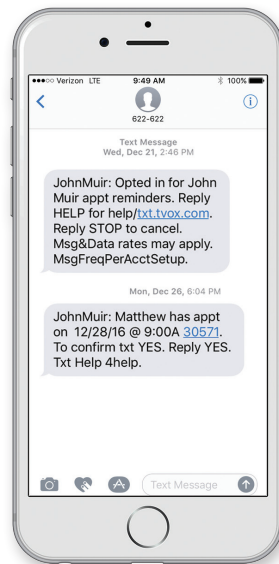 ●●●○○ Verizon LTE 9:49 AM 100%
622-622
Text Message
Wed, Dec 21, 2:46 PM
JohnMuir: Opted in for John
Muir appt reminders. Reply
HELP for help/txt.tvox.com.
Reply STOP to cancel.
Msg&Data rates may apply.
MsgFreqPerAcctSetup.
Mon, Dec 26, 6:04 PM
JohnMuir: Matthew has appt
on 12/28/16 @ 9:00A 30571.
To confirm txt YES. Reply YES.
Txt Help 4help.
Text Message